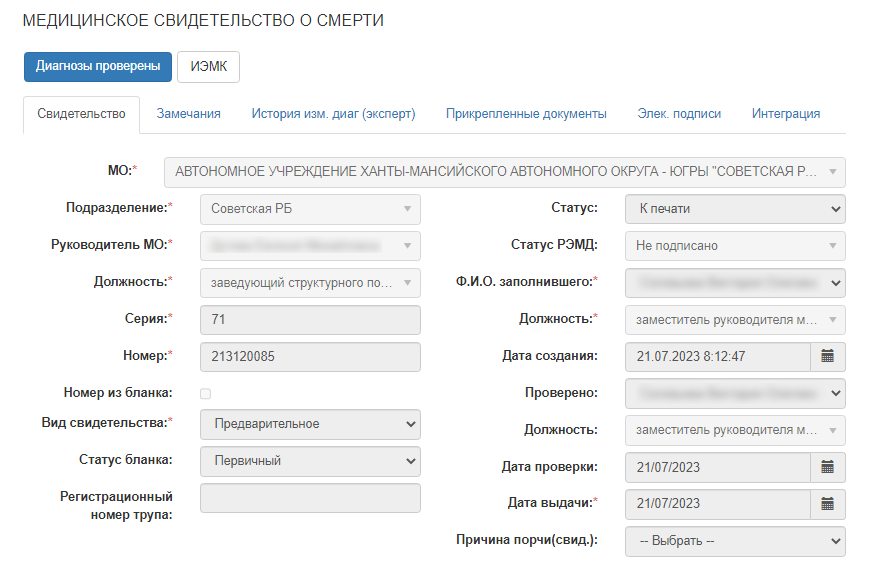 МЕДИЦИНСКОЕ СВИДЕТЕЛЬСТВО О СМЕРТИ
Диагнозы проверены ИЭМК
Свидетельство Замечания История изм. диаг (эксперт) Прикрепленные документы Элек. подписи Интеграция
МО:* АВТОНОМНОЕ УЧРЕЖДЕНИЕ ХАНТЫ-МАНСИЙСКОГО АВТОНОМНОГО ОКРУГА - ЮГРЫ "СОВЕТСКАЯ Р...
Подразделение:* Советская РБ
Руководитель МО:*
Должность:* заведующий структурного по...
Серия:* 71
Номер:* 213120085
Номер из бланка:
Вид свидетельства:* Предварительное
Статус бланка: Первичный
Регистрационный
номер трупа:
Статус: К печати
Статус РЭМД: Не подписано
Ф.И.О. заполнившего:*
Должность:* заместитель руководителя м...
Дата создания: 21.07.2023 8:12:47
Проверено:
Должность: заместитель руководителя м...
Дата проверки: 21/07/2023
Дата выдачи:* 21/07/2023
Причина порчи(свид.): -- Выбрать --